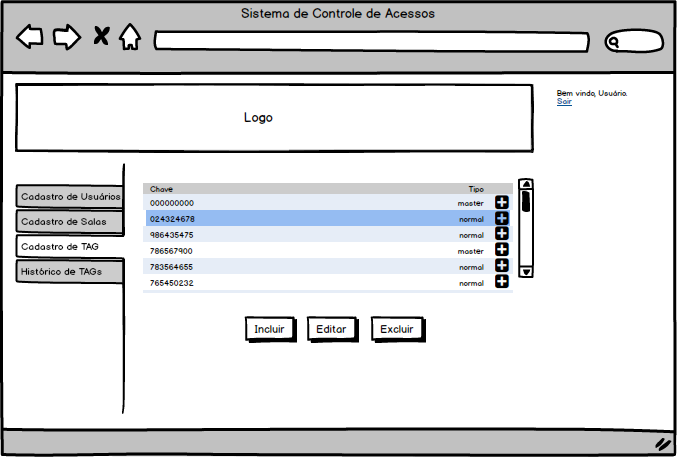 Sistema de Controle de Acessos
Logo
Bem vindo, Usuário.
Sair
Cadastro de Usuários
Cadastro de Salas
Cadastro de TAG
Histórico de TAGs
Chave Tipo
000000000 master
024324678 normal
986435475 normal
786567900 master
783564655 normal
765450232 normal
Incluir Editar Excluir